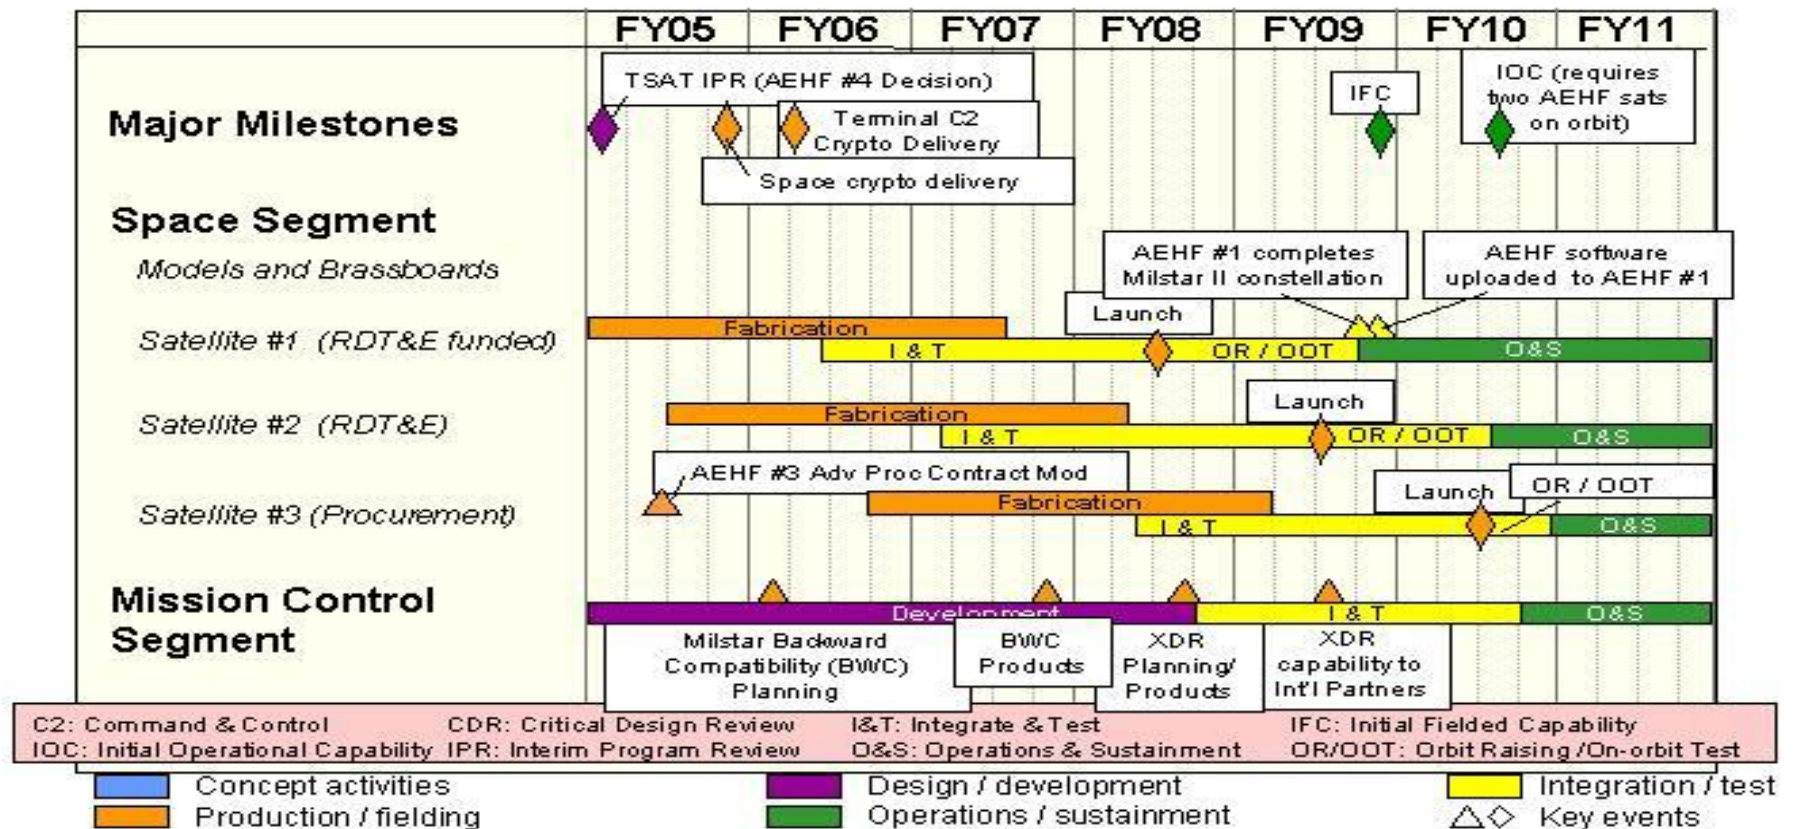 FY05 FY06 FY07 FY08 FY09 FY10 FY11
Major Milestones
TSAT IPR (AEHF #4 Decision)
Terminal C2
Crypto Delivery
Space crypto delivery
IFC
IOC (requires
two AEHF sats
on orbit)
Space Segment
Models and Brassboards
AEHF #1 completes
Milstar II constellation
AEHF software
uploaded to AEHF #1
Satellite #1 (RDT&E funded)
Fabrication
Launch
I & T
OR / OOT
O&S
Satellite #2 (RDT&E)
Fabrication
Launch
I & T
OR / OOT
O&S
Satellite #3 (Procurement)
AEHF #3 Adv Proc Contract Mod
Fabrication
Launch
OR / OOT
I & T
O&S
Mission Control
Segment
Development
I & T
O&S
Milstar Backward
Compatibility (BWC)
Planning
BWC
Products
XDR
Planning/
Products
XDR
capability to
Int'l Partners
C2: Command & Control CDR: Critical Design Review I&T: Integrate & Test IFC: Initial Fielded Capability
IOC: Initial Operational Capability IPR: Interim Program Review O&S: Operations & Sustainment OR/OOT: Orbit Raising /On-orbit Test
Concept activities Design / development Integration / test
Production / fielding Operations / sustainment Key events